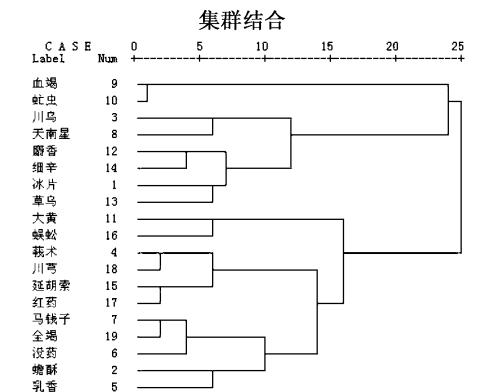 集群结合
C A S E 0 5 10 15 20 25
Label Num
血竭 9
虻虫 10
川乌 3
天南星 8
麝香 12
细辛 14
冰片 1
草乌 13
大黄 11
蜈蚣 16
莪术 4
川芎 18
延胡索 15
红药 17
马钱子 7
全竭 19
没药 6
蟾酥 2
乳香 5